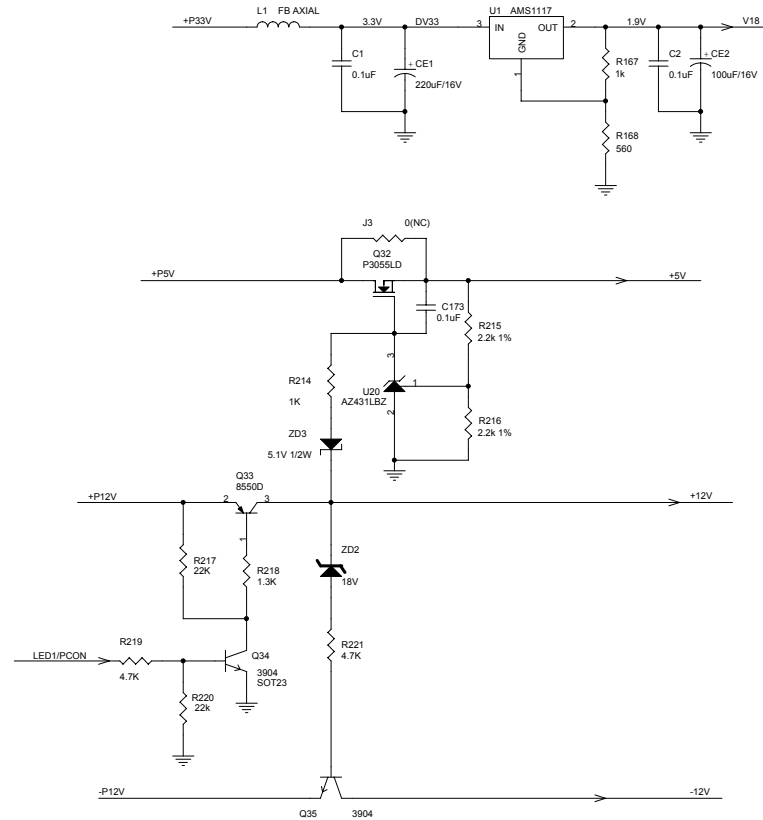 L1 FB AXIAL
U1 AMS1117
+P33V
3.3V
DV33
3
IN
OUT
2
1.9V
V18
GND
1
C1
0.1uF
+
CE1
220uF/16V
R167
1k
C2
0.1uF
+
CE2
100uF/16V
R168
560
J3
0(NC)
Q32
P3055LD
+P5V
+5V
C173
0.1uF
R215
2.2k 1%
3
1
R214
1K
U20
AZ431LBZ
2
R216
2.2k 1%
ZD3
5.1V 1/2W
Q33
8550D
+P12V
2
3
+12V
1
R217
22K
R218
1.3K
ZD2
18V
R219
R221
4.7K
LED1/PCON
4.7K
Q34
3904
SOT23
R220
22k
-P12V
-12V
Q35
3904